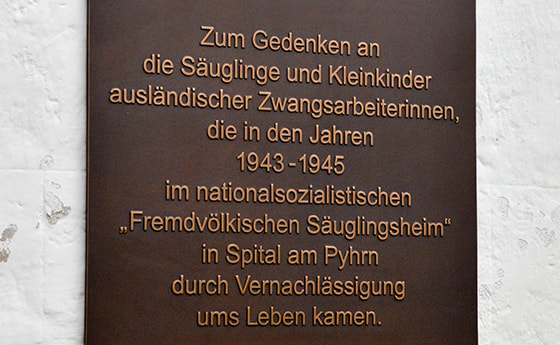 Zum Gedenken an
die Säuglinge und Kleinkinder
ausländischer Zwangsarbeiterinnen,
die in den Jahren
1943-1945
im nationalsozialistischen
„Fremdvölkischen Säuglingsheim“
in Spital am Pyhrn
durch Vernachlässigung
ums Leben kamen.